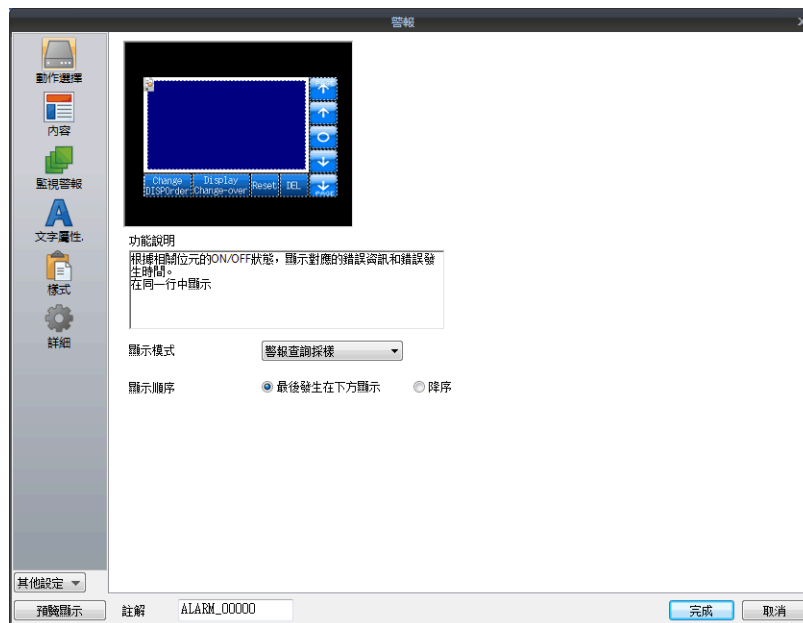 警報
動作選擇
內容
監視警報
文字屬性.
樣式
詳細
Change DISPOrder
Display Change-over
Reset
DEL
PAGE
功能說明
根據相關位元的ON/OFF狀態，顯示對應的錯誤資訊和錯誤發
生時間。
在同一行中顯示
顯示模式
警報查詢採樣
顯示順序
最後發生在下方顯示
降序
其他設定
預覽顯示
註解
ALARM_00000
完成
取消